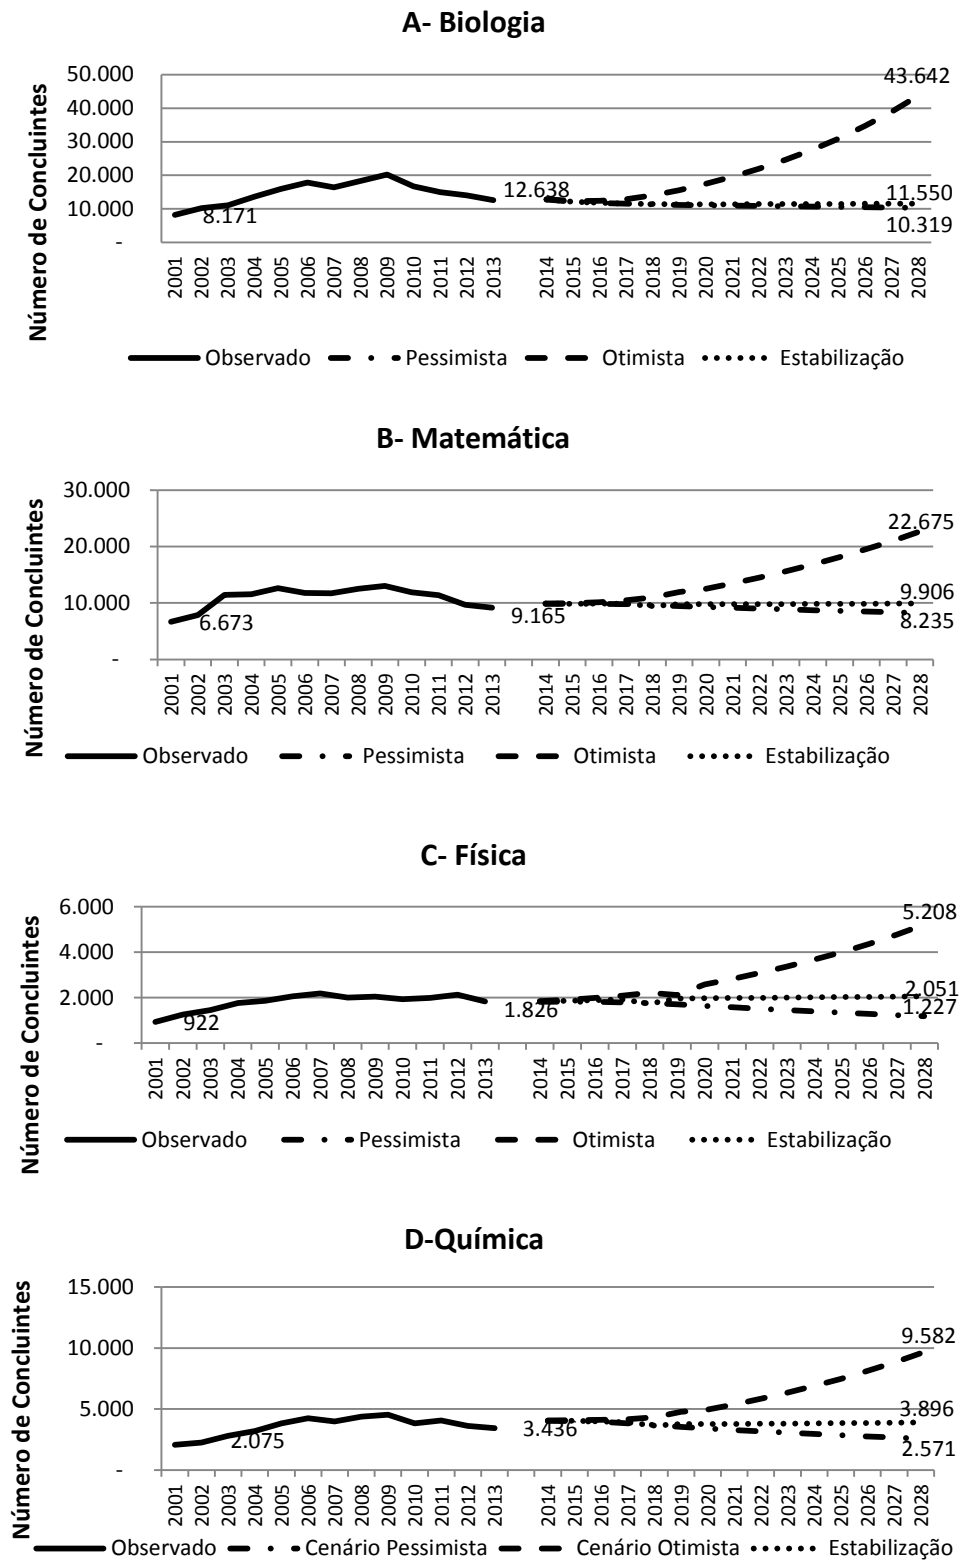 A- Biologia
Número de Concluintes
50.000
40.000
30.000
20.000
10.000
-
43.642
12.638
11.550
8.171
10.319
2001 2002 2003 2004 2005 2006 2007 2008 2009 2010 2011 2012 2013 2014 2015 2016 2017 2018 2019 2020 2021 2022 2023 2024 2025 2026 2027 2028
Observado Pessimista Otimista Estabilização
B- Matemática
Número de Concluintes
30.000
20.000
10.000
-
22.675
9.906
6.673
9.165
8.235
2001 2002 2003 2004 2005 2006 2007 2008 2009 2010 2011 2012 2013 2014 2015 2016 2017 2018 2019 2020 2021 2022 2023 2024 2025 2026 2027 2028
Observado Pessimista Otimista Estabilização
C- Física
Número de Concluintes
6.000
4.000
2.000
-
5.208
2.051
1.826
1.227
922
2001 2002 2003 2004 2005 2006 2007 2008 2009 2010 2011 2012 2013 2014 2015 2016 2017 2018 2019 2020 2021 2022 2023 2024 2025 2026 2027 2028
Observado Pessimista Otimista Estabilização
D-Química
Número de Concluintes
15.000
10.000
5.000
-
9.582
3.896
2.075
3.436
2.571
2001 2002 2003 2004 2005 2006 2007 2008 2009 2010 2011 2012 2013 2014 2015 2016 2017 2018 2019 2020 2021 2022 2023 2024 2025 2026 2027 2028
Observado Cenário Pessimista Cenário Otimista Estabilização